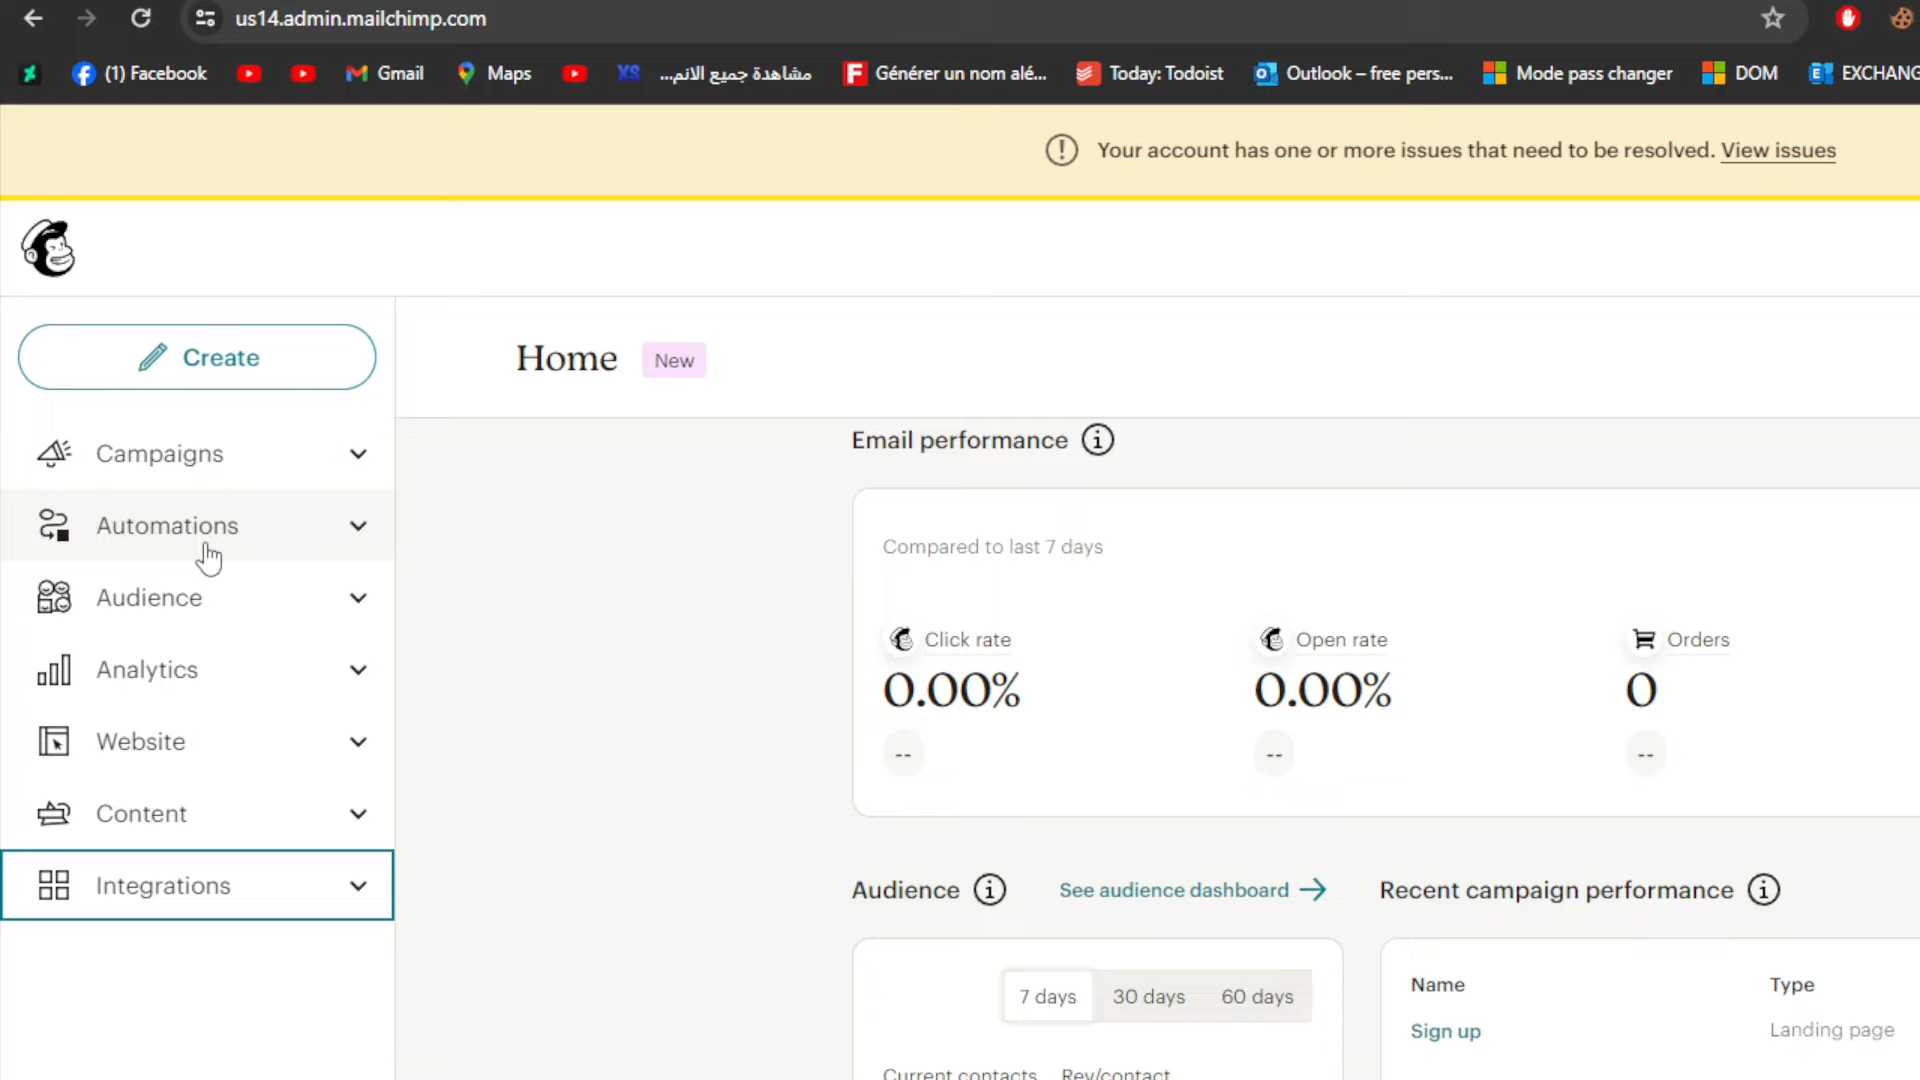 us14.admin.mailchimp.com
(1) Facebook
Gmail
Maps
XS
مشاهدة جميع الانم...
Générer un nom alé...
Today: Todoist
Outlook – free pers...
Mode pass changer
DOM
EXCHANG
Your account has one or more issues that need to be resolved. View issues
Create
Home New
Campaigns
Automations
Audience
Analytics
Website
Content
Integrations
Email performance
Compared to last 7 days
Click rate
0.00%
--
Open rate
0.00%
--
Orders
0
--
Audience
See audience dashboard
7 days 30 days 60 days
Current contacts Rev/contact
Recent campaign performance
Name Type
Sign up Landing page